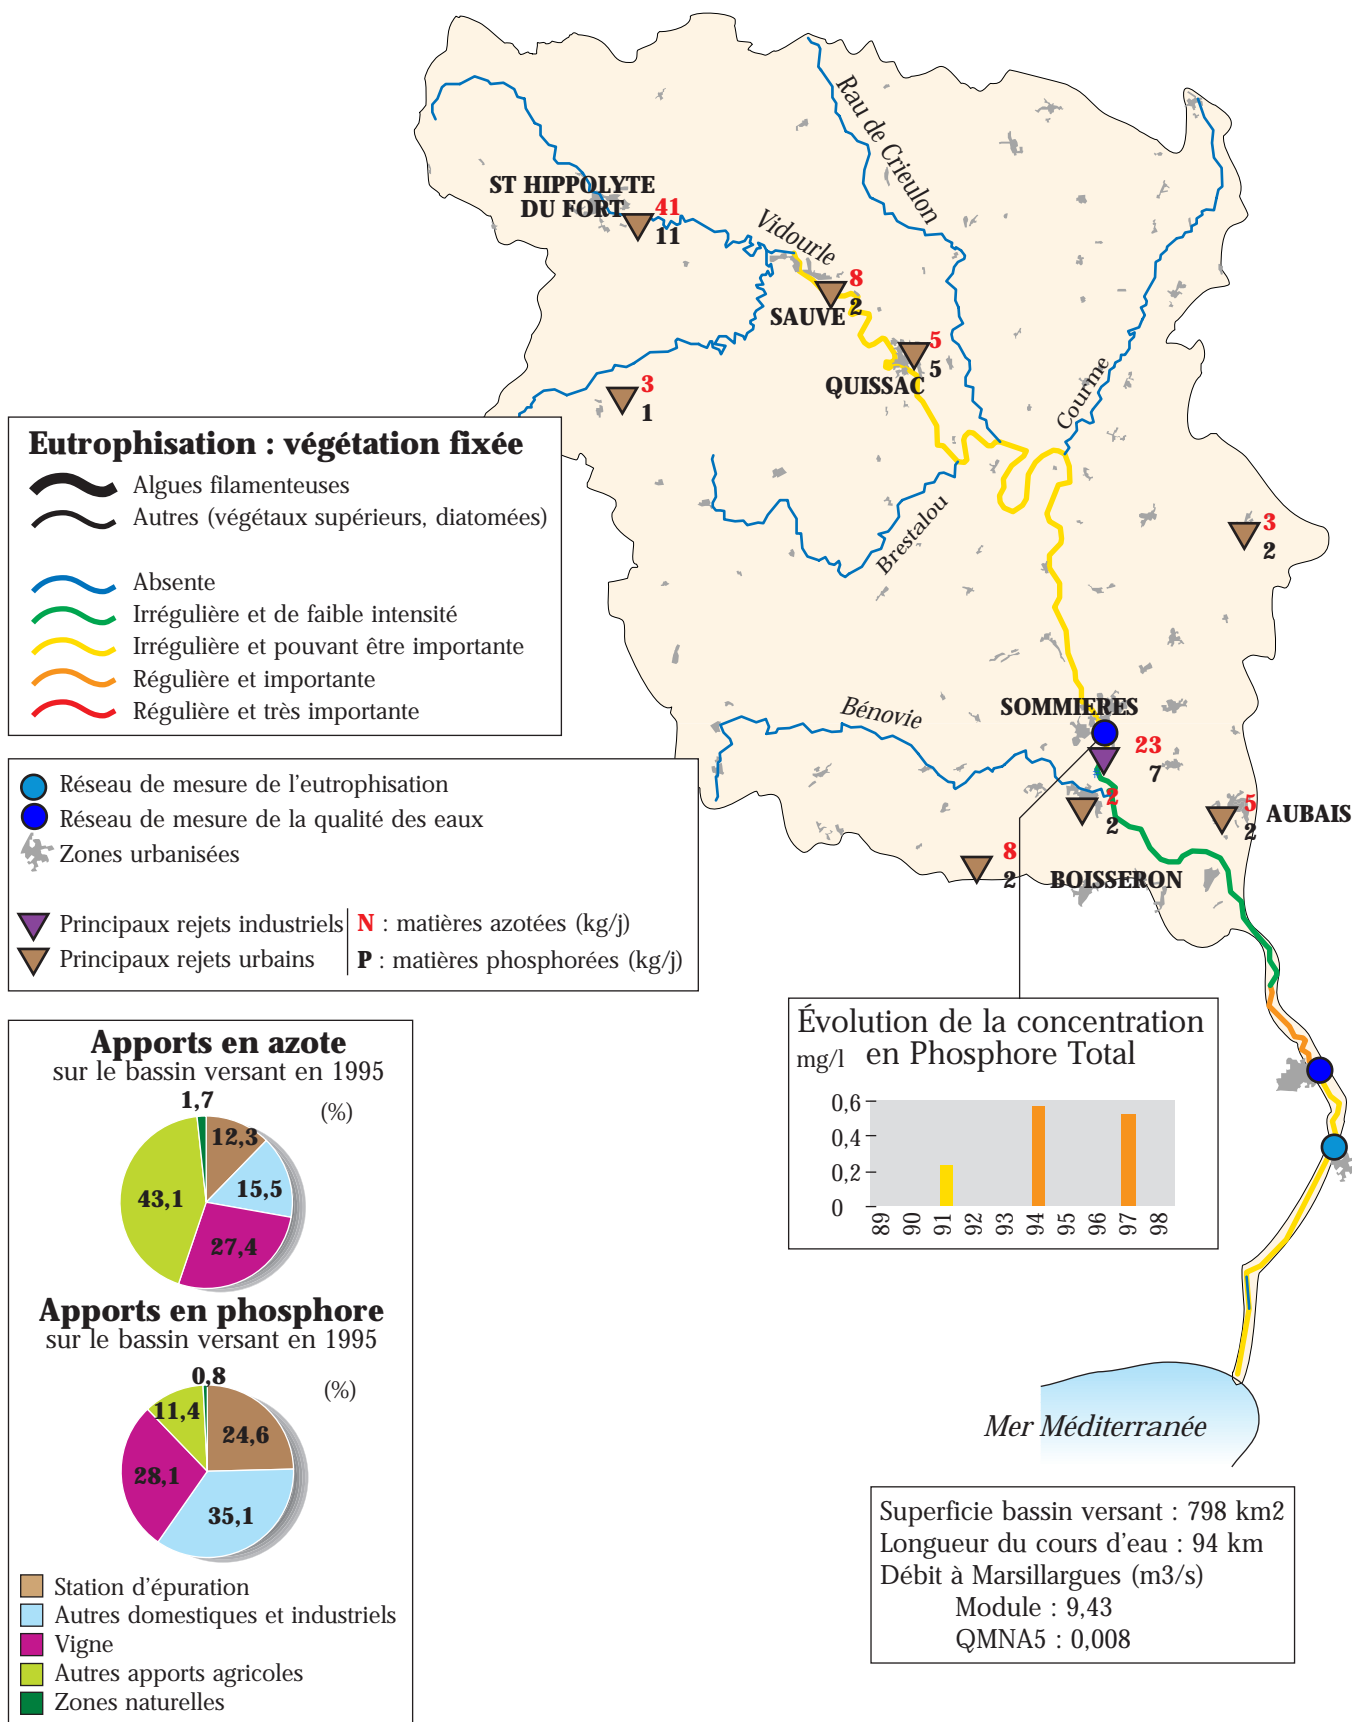 Rau de Crieulon
ST HIPPOLYTE
DU FORT
41
11
Vidourle
8
2
SAUVE
5
5
QUISSAC
3
1
Courme
Brestalou
3
2
Eutrophisation : végétation fixée
Algues filamenteuses
Autres (végétaux supérieurs, diatomées)
Absente
Irrégulière et de faible intensité
Irrégulière et pouvant être importante
Régulière et importante
Régulière et très importante
SOMMIERES
Bénovie
23
7
2
2
5
2
AUBAIS
8
2
BOISSERON
Réseau de mesure de l'eutrophisation
Réseau de mesure de la qualité des eaux
Zones urbanisées
Principaux rejets industriels
Principaux rejets urbains
N : matières azotées (kg/j)
P : matières phosphorées (kg/j)
Évolution de la concentration
mg/l en Phosphore Total
0,6
0,4
0,2
0
89 90 91 92 93 94 95 96 97 98
Apports en azote
sur le bassin versant en 1995
(%)
1,7
12,3
15,5
43,1
27,4
Apports en phosphore
sur le bassin versant en 1995
(%)
0,8
11,4
24,6
28,1
35,1
Station d'épuration
Autres domestiques et industriels
Vigne
Autres apports agricoles
Zones naturelles
Mer Méditerranée
Superficie bassin versant : 798 km2
Longueur du cours d'eau : 94 km
Débit à Marsillargues (m3/s)
Module : 9,43
QMNA5 : 0,008